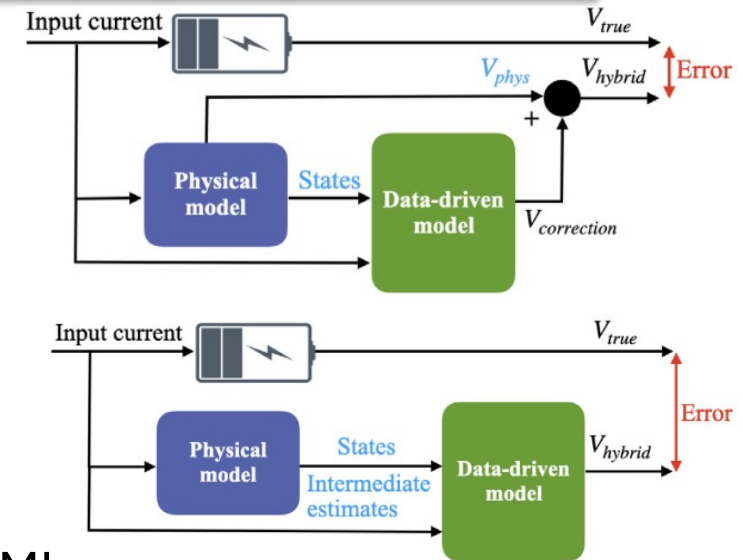 Input current
V_true
V_phys
V_hybrid
Error
+
Physical
model
States
Data-driven
model
V_correction
Input current
V_true
Physical
model
States
Intermediate
estimates
Data-driven
model
V_hybrid
Error